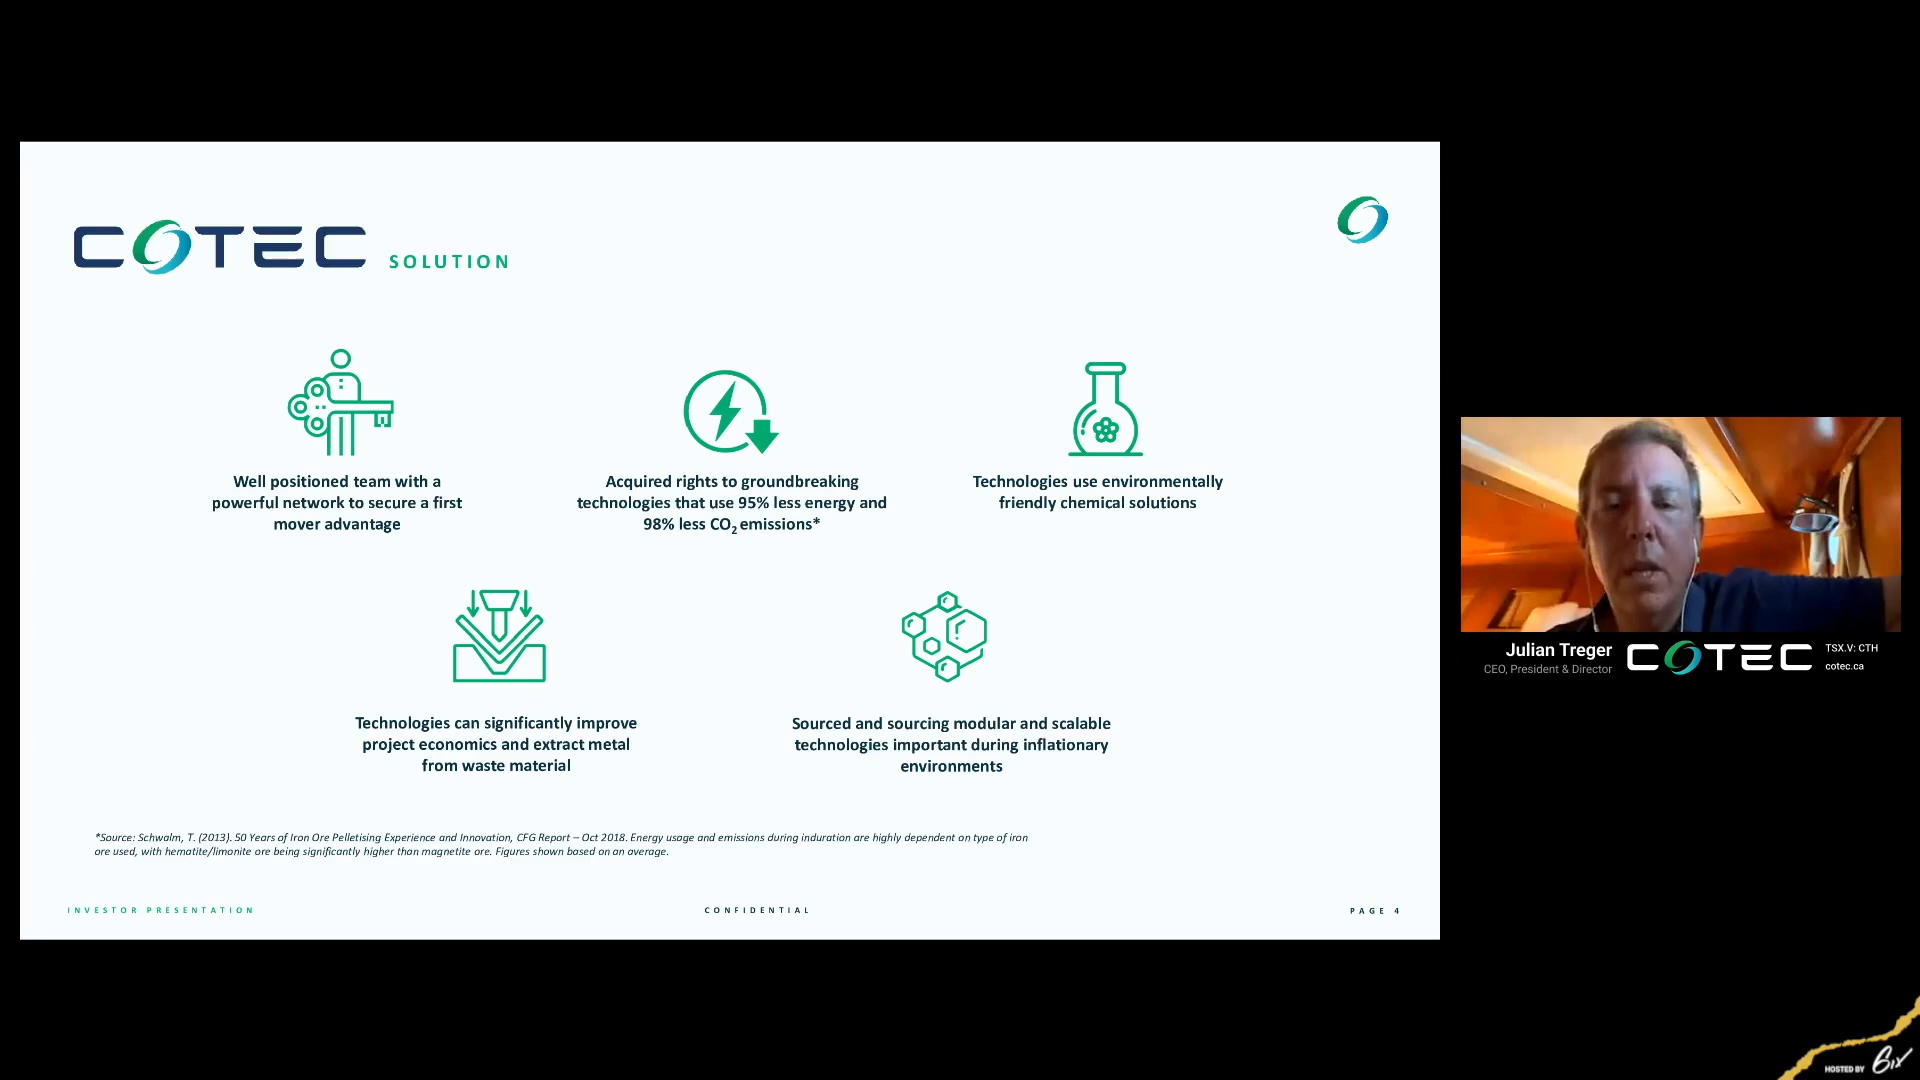 COTEC SOLUTION
Well positioned team with a
powerful network to secure a first
mover advantage
Acquired rights to groundbreaking
technologies that use 95% less energy and
98% less CO2 emissions*
Technologies use environmentally
friendly chemical solutions
Technologies can significantly improve
project economics and extract metal
from waste material
Sourced and sourcing modular and scalable
technologies important during inflationary
environments
*Source: Schwalm, T. (2013). 50 Years of Iron Ore Pelletising Experience and Innovation, CFG Report – Oct 2018. Energy usage and emissions during induration are highly dependent on type of iron
ore used, with hematite/limonite ore being significantly higher than magnetite ore. Figures shown based on an average.
INVESTOR PRESENTATION
CONFIDENTIAL
PAGE 4
Julian Treger
CEO, President & Director
COTEC
TSX.V: CTH
cotec.ca
HOSTED BY 6ix